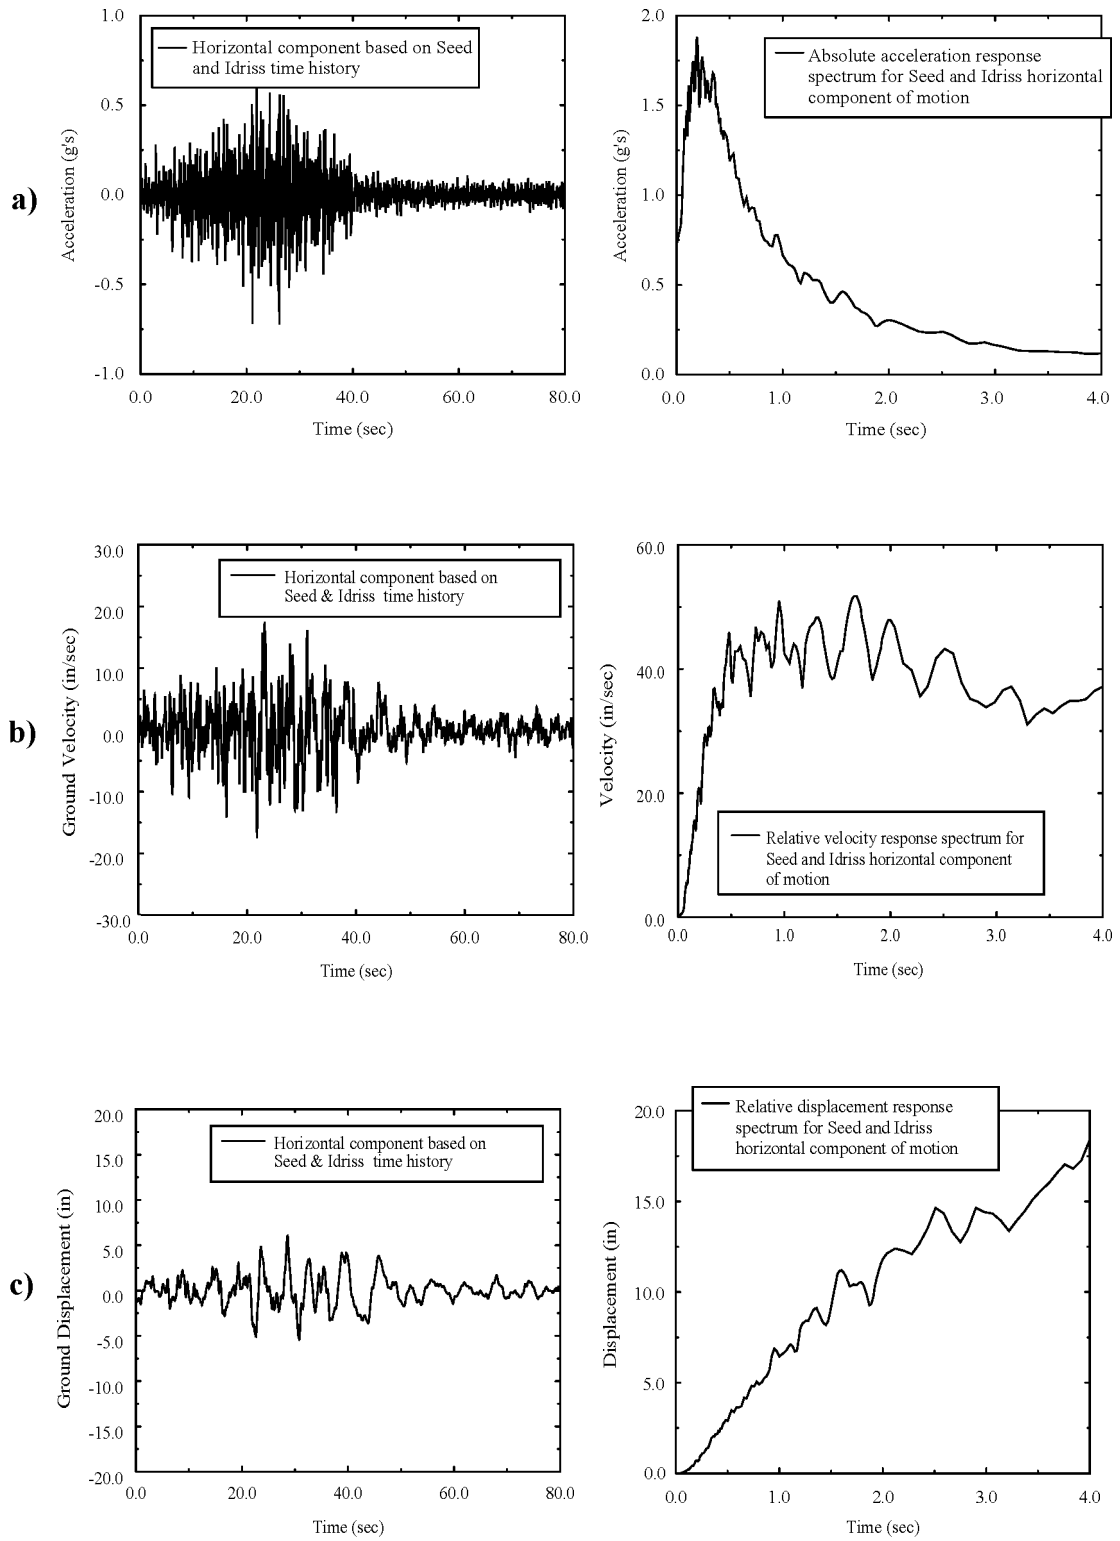 a)
Acceleration (g's)
1.0
0.5
0.0
-0.5
-1.0
Horizontal component based on Seed
and Idriss time history
0.0 20.0 40.0 60.0 80.0
Time (sec)
Acceleration (g's)
2.0
1.5
1.0
0.5
0.0
Absolute acceleration response
spectrum for Seed and Idriss horizontal
component of motion
0.0 1.0 2.0 3.0 4.0
Time (sec)
b)
Ground Velocity (in/sec)
30.0
20.0
10.0
0.0
-10.0
-20.0
-30.0
Horizontal component based on
Seed & Idriss time history
0.0 20.0 40.0 60.0 80.0
Time (sec)
Velocity (in/sec)
60.0
40.0
20.0
0.0
Relative velocity response spectrum for
Seed and Idriss horizontal component
of motion
0.0 1.0 2.0 3.0 4.0
Time (sec)
c)
Ground Displacement (in)
20.0
15.0
10.0
5.0
0.0
-5.0
-10.0
-15.0
-20.0
Horizontal component based on
Seed & Idriss time history
0.0 20.0 40.0 60.0 80.0
Time (sec)
Displacement (in)
20.0
15.0
10.0
5.0
0.0
Relative displacement response
spectrum for Seed and Idriss
horizontal component of motion
0.0 1.0 2.0 3.0 4.0
Time (sec)